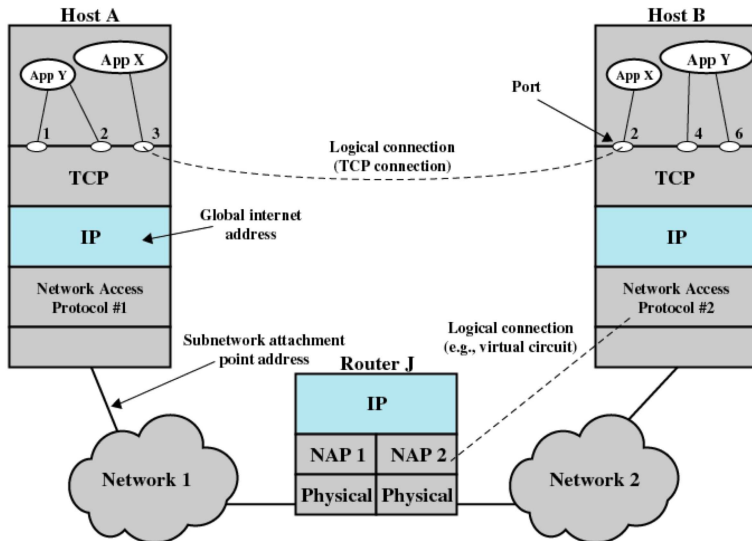 Host A
Host B
App X
App Y
App X
App Y
Port
1 2 3
2 4 6
Logical connection
(TCP connection)
TCP
TCP
Global internet
address
IP
IP
Network Access
Protocol #1
Network Access
Protocol #2
Logical connection
(e.g., virtual circuit)
Subnetwork attachment
point address
Router J
IP
NAP 1 NAP 2
Physical Physical
Network 1
Network 2